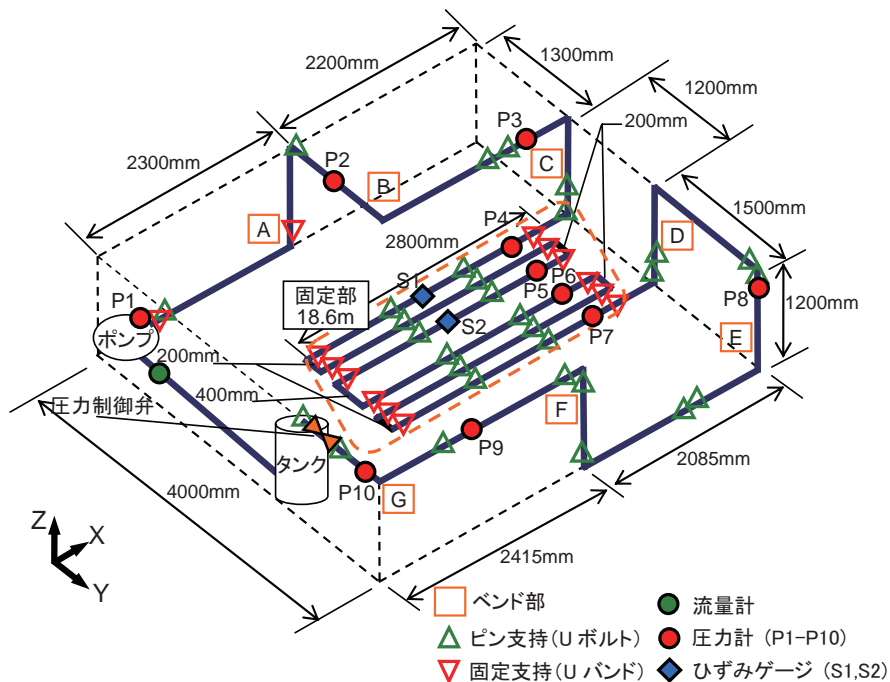 2200mm
1300mm
1200mm
2300mm
P3
200mm
P2
B
C
A
P4
D
1500mm
2800mm
S1
P6
P5
P8
1200mm
固定部
18.6m
P1
ポンプ
S2
P7
E
200mm
400mm
圧力制御弁
F
P9
タンク
2085mm
P10
G
4000mm
2415mm
Z
X
Y
ベンド部
流量計
ピン支持(U ボルト)
圧力計 (P1-P10)
固定支持(U バンド)
ひずみゲージ (S1,S2)